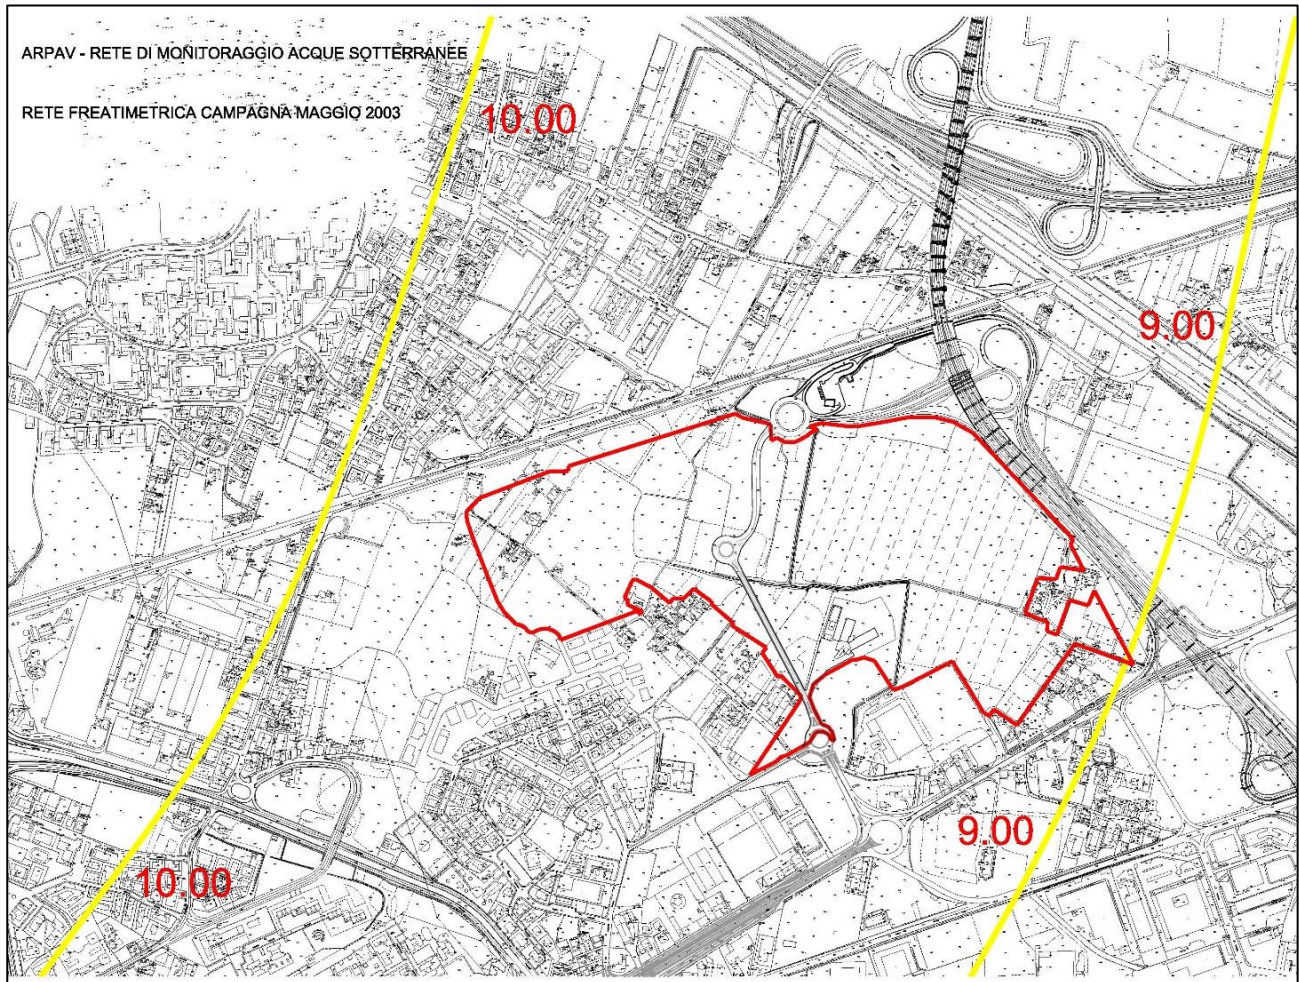 ARPAV - RETE DI MONITORAGGIO ACQUE SOTTERRANEE
RETE FREATIMETRICA CAMPAGNA MAGGIO 2003
10.00
9.00
9.00
10.00